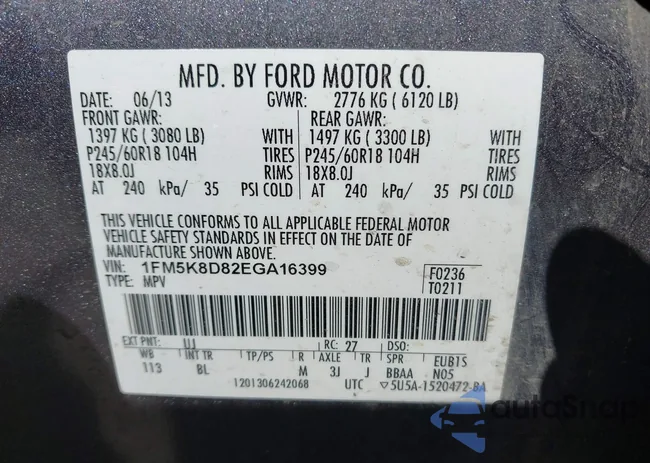 MFD. BY FORD MOTOR CO.
DATE: 06/13 GVWR: 2776 KG ( 6120 LB)
FRONT GAWR: REAR GAWR:
1397 KG ( 3080 LB) WITH 1497 KG ( 3300 LB) WITH
P245/60R18 104H TIRES P245/60R18 104H TIRES
18X8.0J RIMS 18X8.0J RIMS
AT 240 kPa/ 35 PSI COLD AT 240 kPa/ 35 PSI COLD
THIS VEHICLE CONFORMS TO ALL APPLICABLE FEDERAL MOTOR
VEHICLE SAFETY STANDARDS IN EFFECT ON THE DATE OF
MANUFACTURE SHOWN ABOVE.
VIN: 1FM5K8D82EGA16399 F0236
TYPE: MPV T0211
EXT PNT: UJ RC: 27 DSO:
WB INT TR TP/PS R AXLE TR SPR EUB1S
113 BL M 3J J BBAA N05
1201306242068 UTC ▽5U5A-1520472-BA
autoSnap